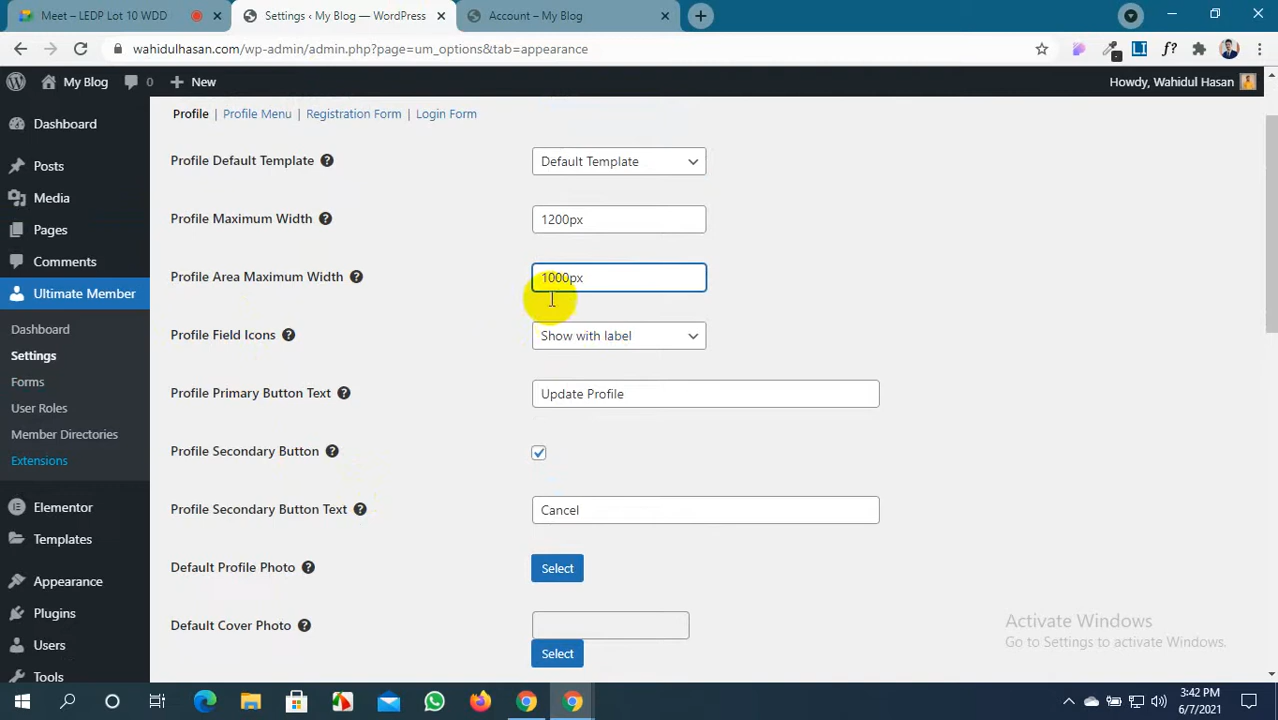 Meet – LEDP Lot 10 WDD
Settings ‹ My Blog — WordPress
Account – My Blog
wahidulhasan.com/wp-admin/admin.php?page=um_options&tab=appearance
My Blog 0 New
Howdy, Wahidul Hasan
Dashboard
Posts
Media
Pages
Comments
Ultimate Member
Dashboard
Settings
Forms
User Roles
Member Directories
Extensions
Elementor
Templates
Appearance
Plugins
Users
Tools
Profile | Profile Menu | Registration Form | Login Form
Profile Default Template
Default Template
Profile Maximum Width
1200px
Profile Area Maximum Width
1000px
Profile Field Icons
Show with label
Profile Primary Button Text
Update Profile
Profile Secondary Button
Profile Secondary Button Text
Cancel
Default Profile Photo
Select
Default Cover Photo
Select
Activate Windows
Go to Settings to activate Windows.
3:42 PM
6/7/2021